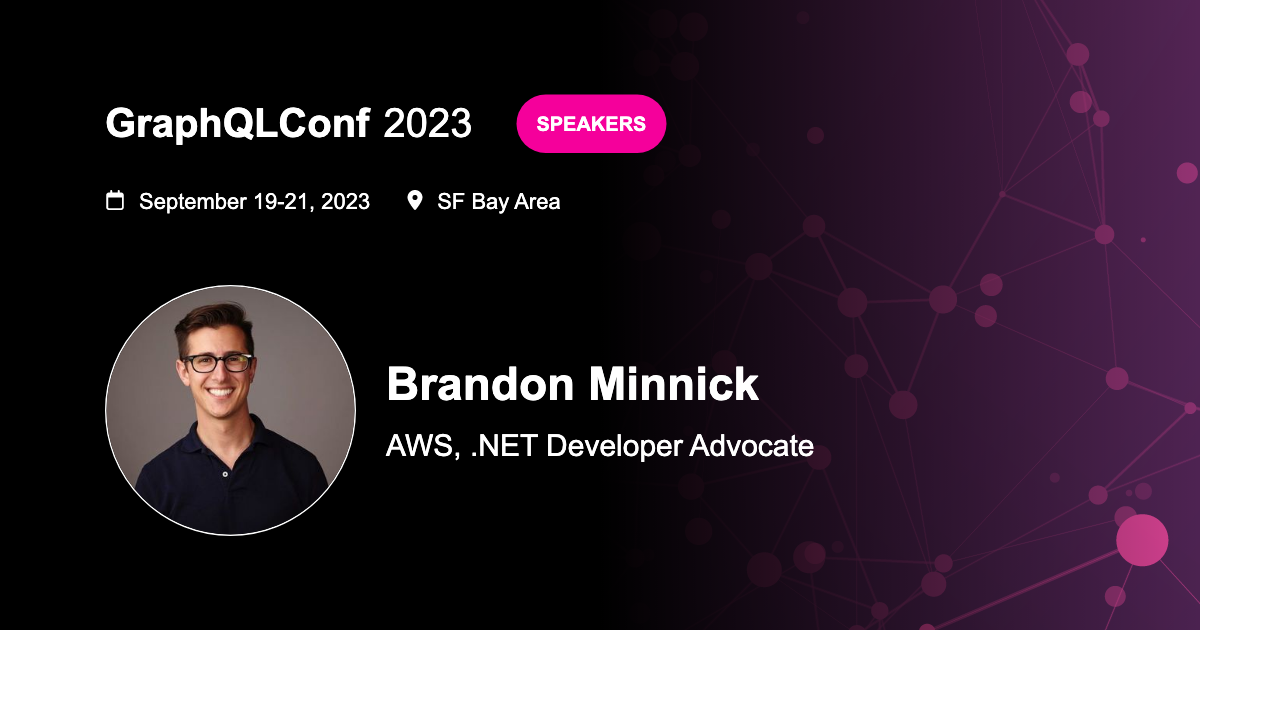 GraphQLConf 2023
SPEAKERS
September 19-21, 2023
SF Bay Area
Brandon Minnick
AWS, .NET Developer Advocate